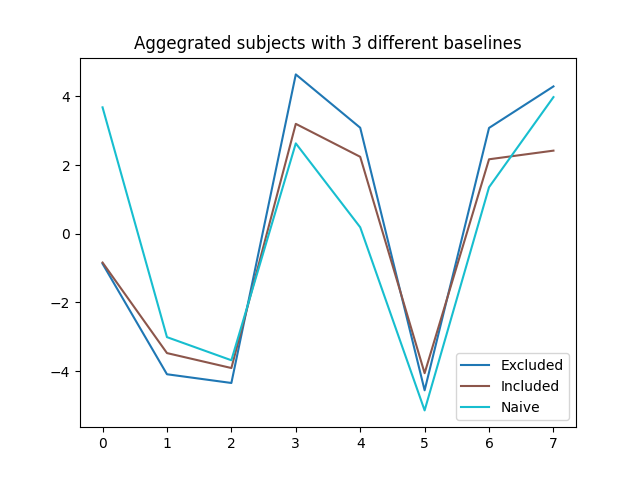 Aggegrated subjects with 3 different baselines
4
2
0
−2
−4
Excluded
Included
Naive
0 1 2 3 4 5 6 7